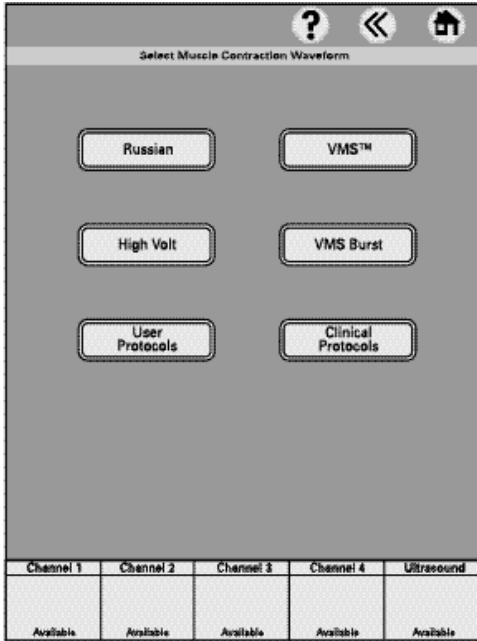 ?
Select Muscle Contraction Waveform
Russian
VMS™
High Volt
VMS Burst
User
Protocols
Clinical
Protocols
Channel 1
Channel 2
Channel 3
Channel 4
Ultrasound
Available
Available
Available
Available
Available